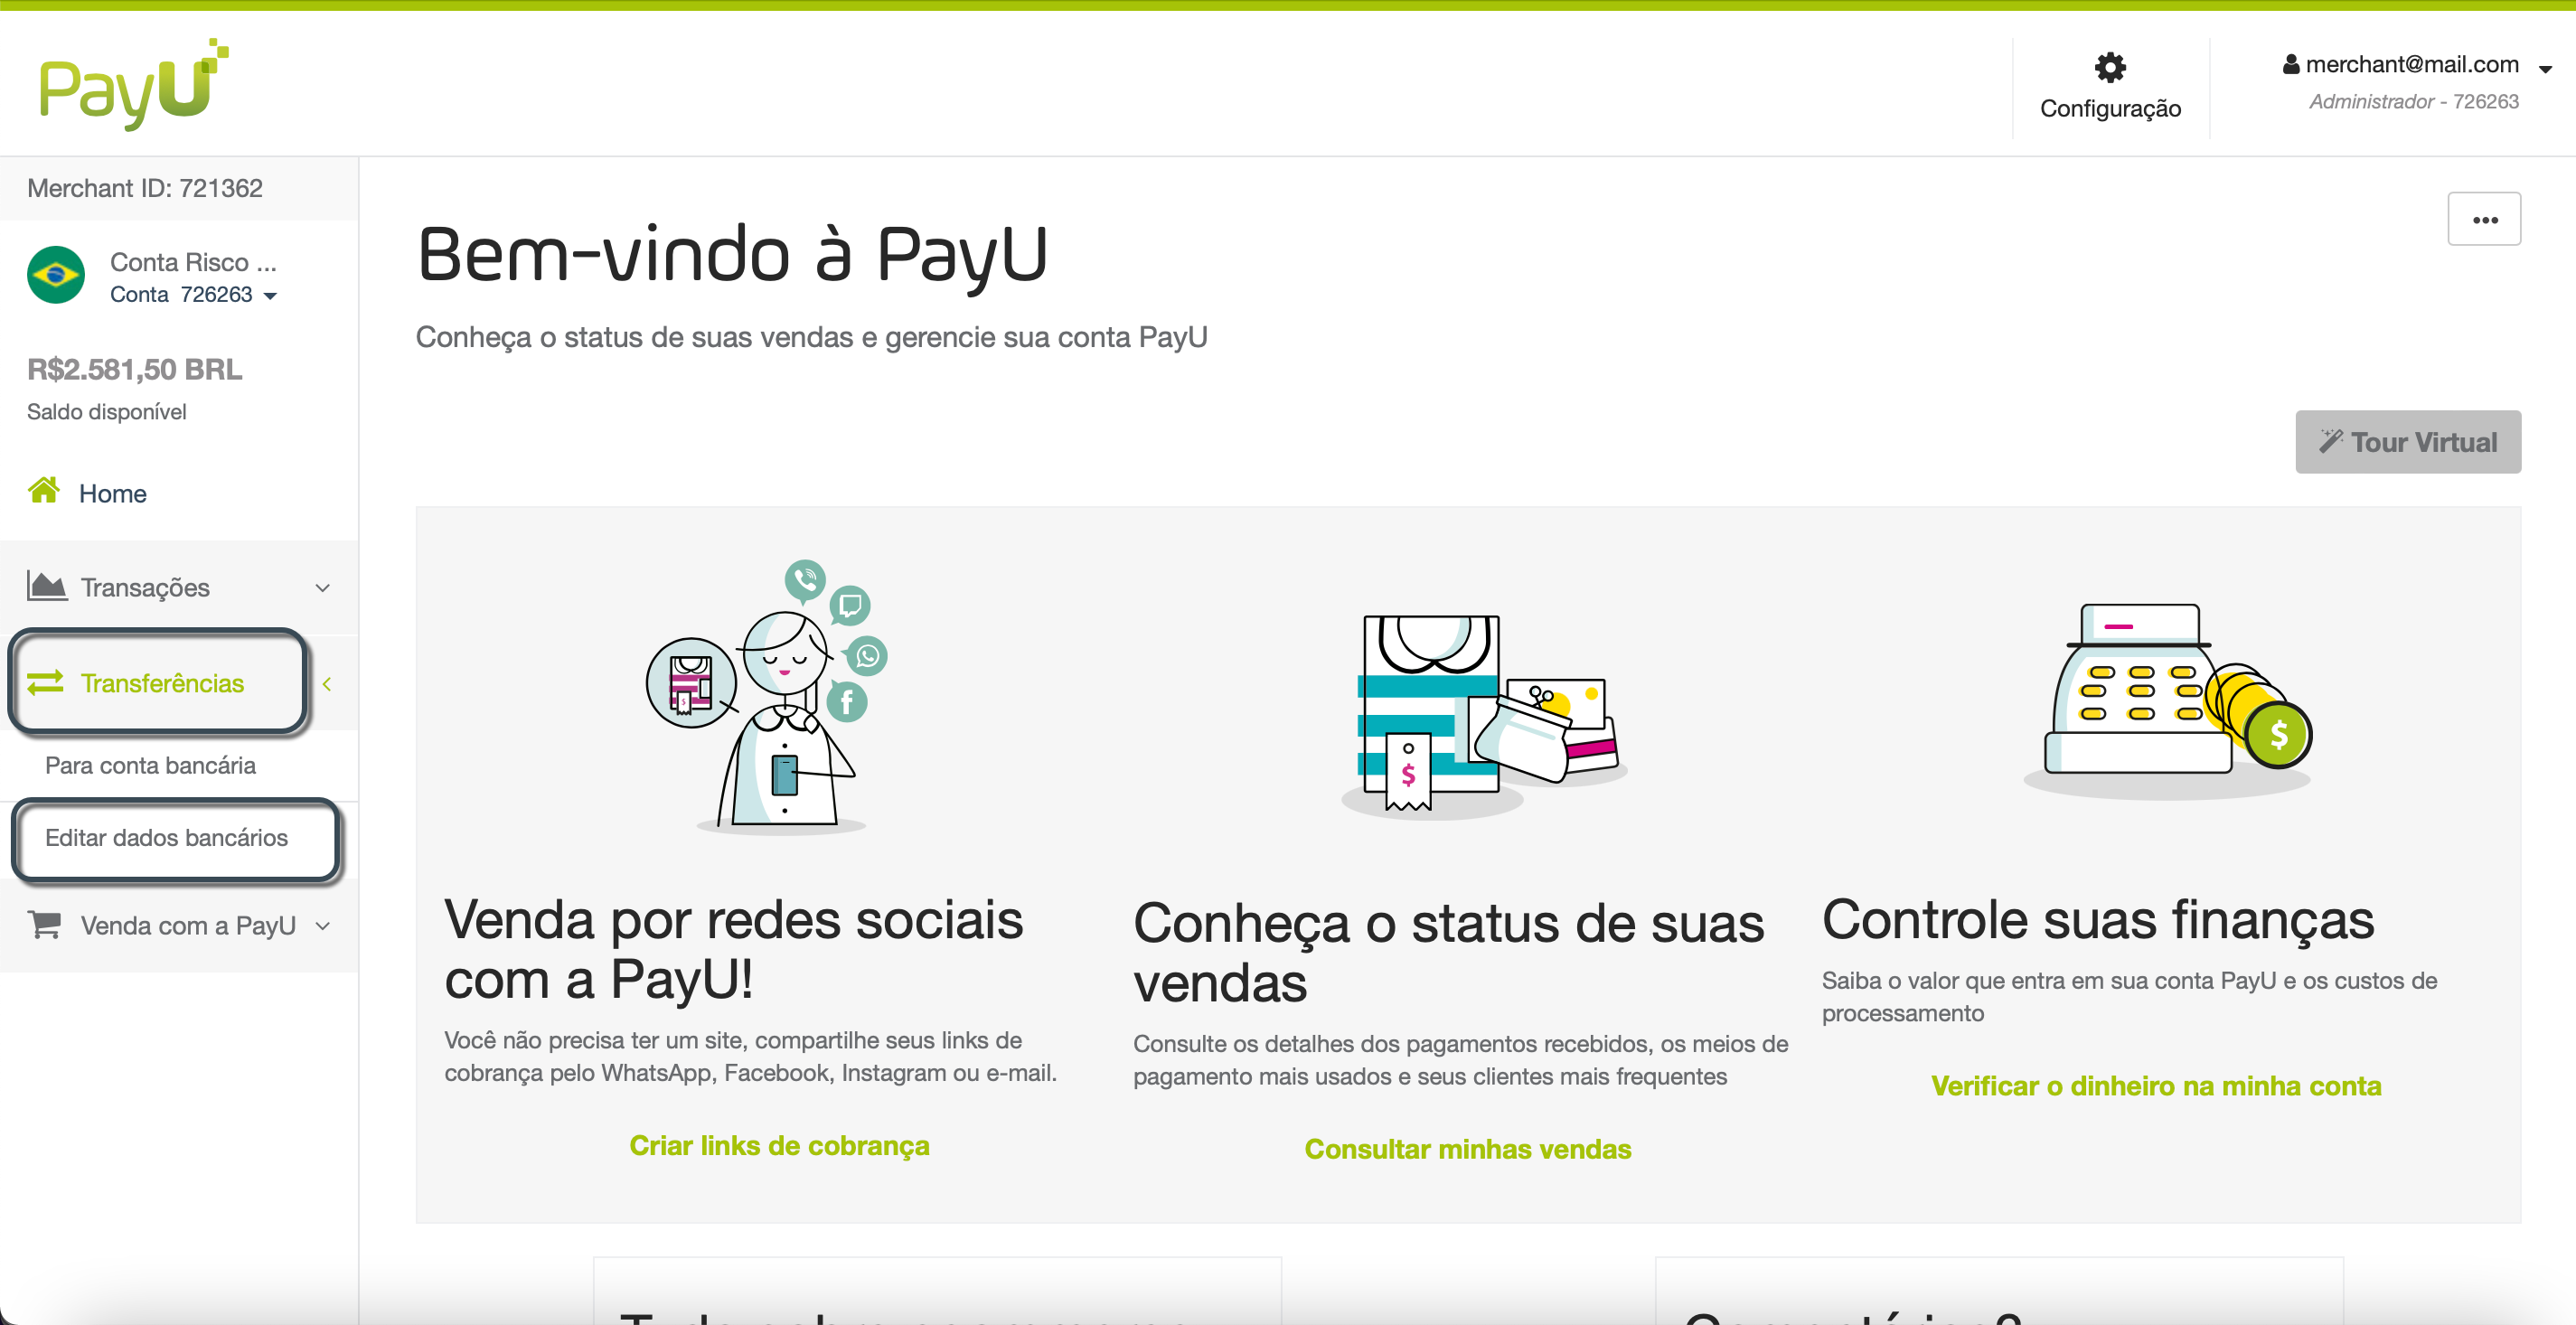 PayU
Configuração
merchant@mail.com
Administrador - 726263
Merchant ID: 721362
Conta Risco ...
Conta 726263
R$2.581,50 BRL
Saldo disponível
Home
Transações
Transferências
Para conta bancária
Editar dados bancários
Venda com a PayU
Bem-vindo à PayU
Conheça o status de suas vendas e gerencie sua conta PayU
Tour Virtual
Venda por redes sociais
com a PayU!
Você não precisa ter um site, compartilhe seus links de
cobrança pelo WhatsApp, Facebook, Instagram ou e-mail.
Criar links de cobrança
Conheça o status de suas
vendas
Consulte os detalhes dos pagamentos recebidos, os meios de
pagamento mais usados e seus clientes mais frequentes
Consultar minhas vendas
Controle suas finanças
Saiba o valor que entra em sua conta PayU e os custos de
processamento
Verificar o dinheiro na minha conta